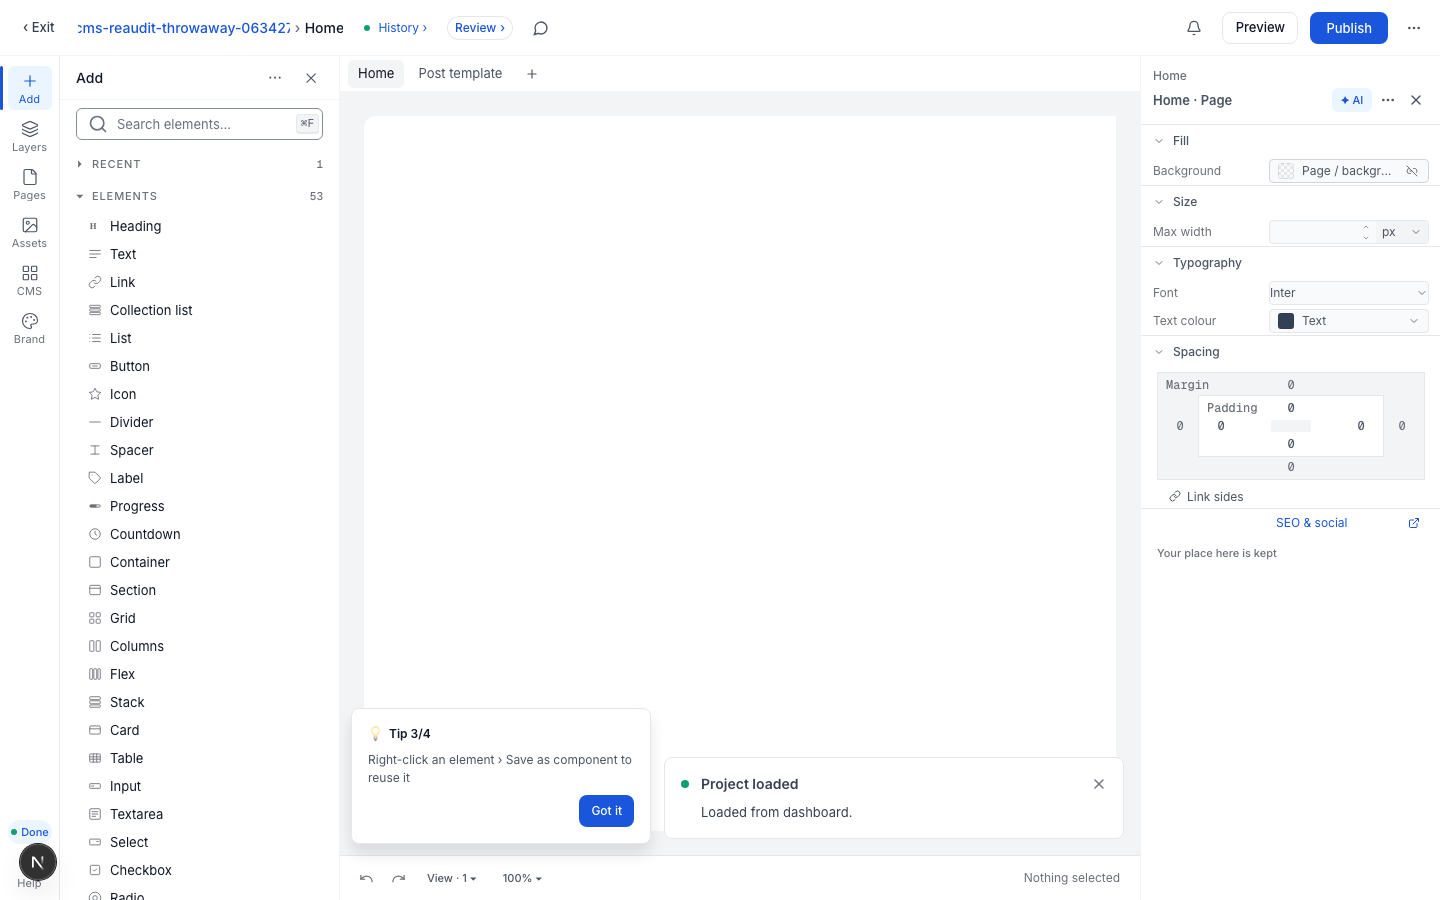 ‹ Exit
cms-reaudit-throwaway-063427 › Home
History ›
Review ›
Preview
Publish
Add
Layers
Pages
Assets
CMS
Brand
Done
N
Help
Add
Search elements...
⌘F
RECENT 1
ELEMENTS 53
H Heading
Text
Link
Collection list
List
Button
Icon
Divider
Spacer
Label
Progress
Countdown
Container
Section
Grid
Columns
Flex
Stack
Card
Table
Input
Textarea
Select
Checkbox
Radio
Home
Post template
Tip 3/4
Right-click an element › Save as component to
reuse it
Got it
Project loaded
Loaded from dashboard.
View · 1
100%
Nothing selected
Home
Home · Page
AI
Fill
Background Page / backgr...
Size
Max width px
Typography
Font Inter
Text colour Text
Spacing
Margin 0
Padding 0
0 0 0 0
0
0
Link sides
SEO & social
Your place here is kept